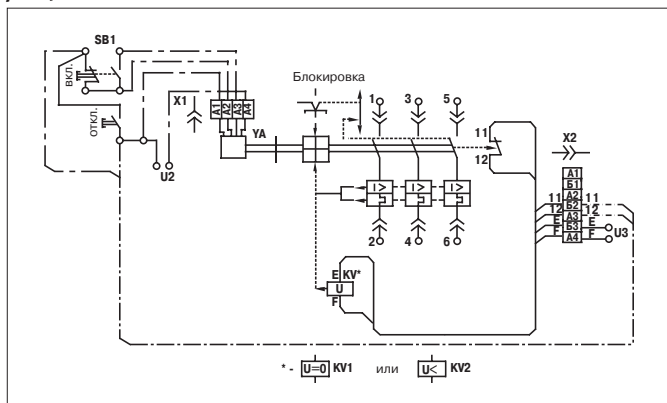 SB1
ВКЛ.
ОТКЛ.
X1
А1
А2
А3
А4
YA
U2
Блокировка
1
3
5
11
12
I>
I>
I>
2
4
6
E KV*
U
F
X2
А1
Б1
А2
11 Б2 11
12 А3 12
E Б3 E
F А4 F
U3
* - U=0 KV1 или U< KV2